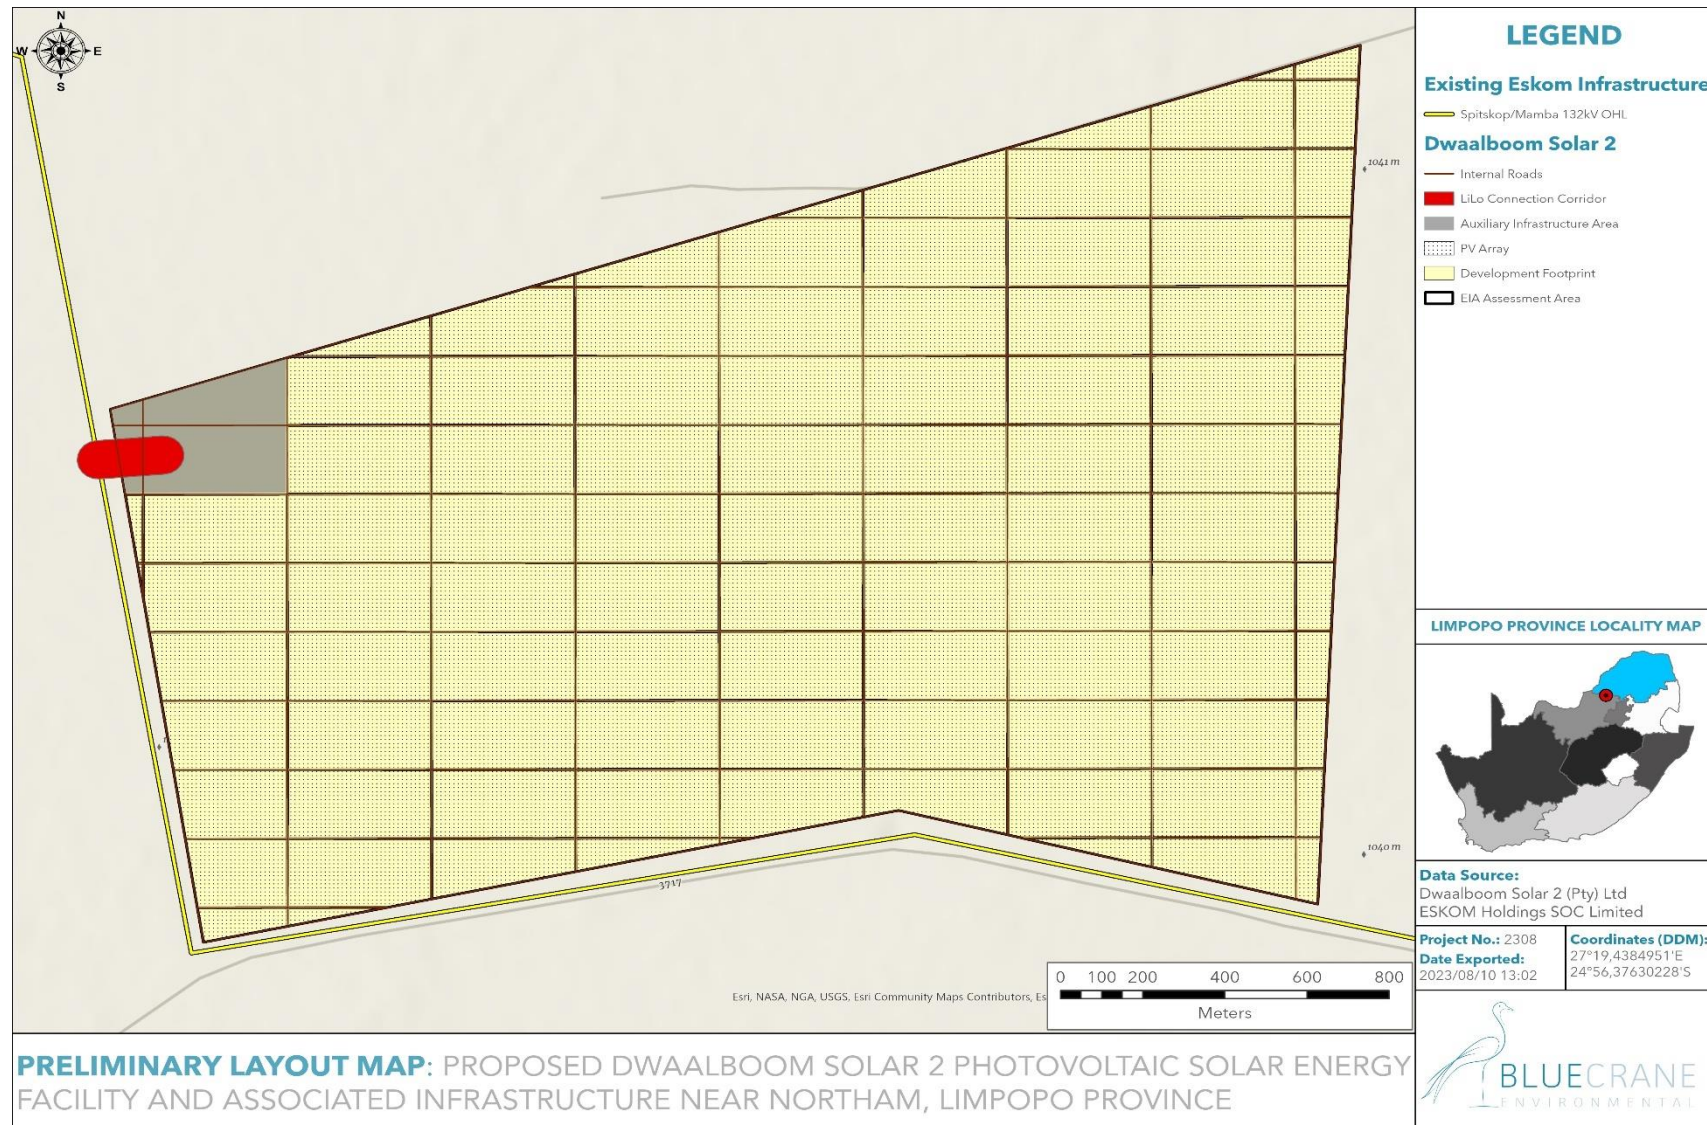 N
W
E
S
1041 m
1040 m
3717
Esri, NASA, NGA, USGS, Esri Community Maps Contributors, Es
0 100 200 400 600 800
Meters
PRELIMINARY LAYOUT MAP: PROPOSED DWAALBOOM SOLAR 2 PHOTOVOLTAIC SOLAR ENERGY
FACILITY AND ASSOCIATED INFRASTRUCTURE NEAR NORTHAM, LIMPOPO PROVINCE
LEGEND
Existing Eskom Infrastructure
Spitskop/Mamba 132kV OHL
Dwaalboom Solar 2
Internal Roads
LiLo Connection Corridor
Auxiliary Infrastructure Area
PV Array
Development Footprint
EIA Assessment Area
LIMPOPO PROVINCE LOCALITY MAP
Data Source:
Dwaalboom Solar 2 (Pty) Ltd
ESKOM Holdings SOC Limited
Project No.: 2308
Date Exported:
2023/08/10 13:02
Coordinates (DDM):
27°19,4384951'E
24°56,37630228'S
BLUECRANE
ENVIRONMENTAL